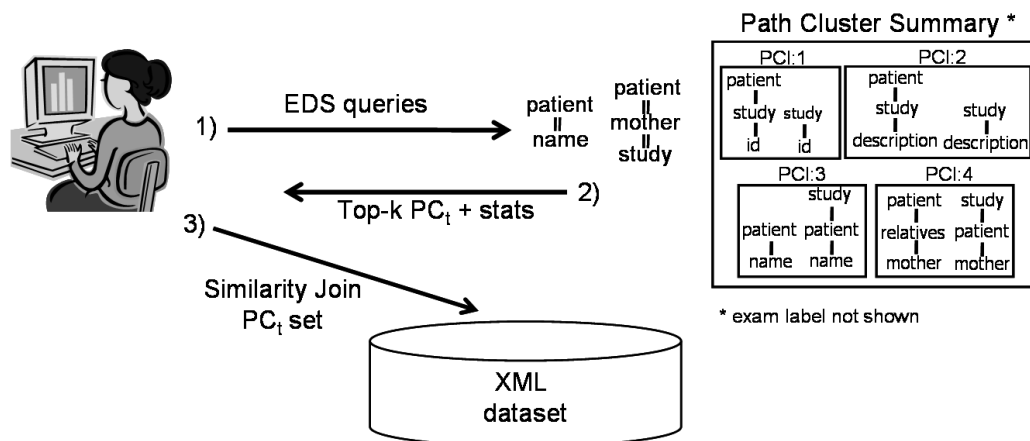 Path Cluster Summary *
1)
EDS queries
patient
name
patient
mother
study
2)
Top-k PCt + stats
3)
Similarity Join
PCt set
XML
dataset
PCI:1
patient
study
id
study
id
PCI:2
patient
study
description
study
description
PCI:3
patient
name
study
patient
name
PCI:4
patient
relatives
mother
study
patient
mother
* exam label not shown